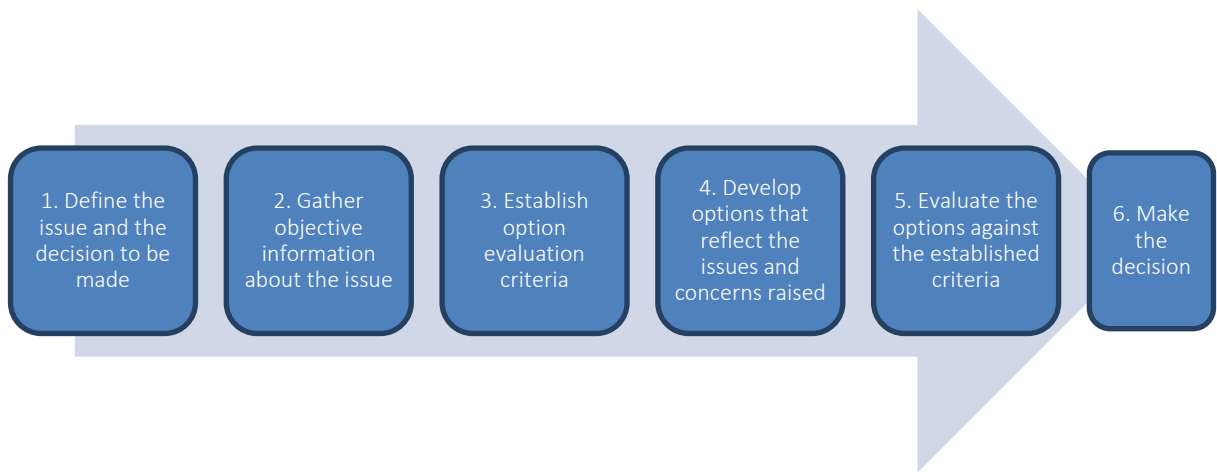 1. Define the
issue and the
decision to be
made
2. Gather
objective
information
about the issue
3. Establish
option
evaluation
criteria
4. Develop
options that
reflect the
issues and
concerns raised
5. Evaluate the
options against
the established
criteria
6. Make
the
decision